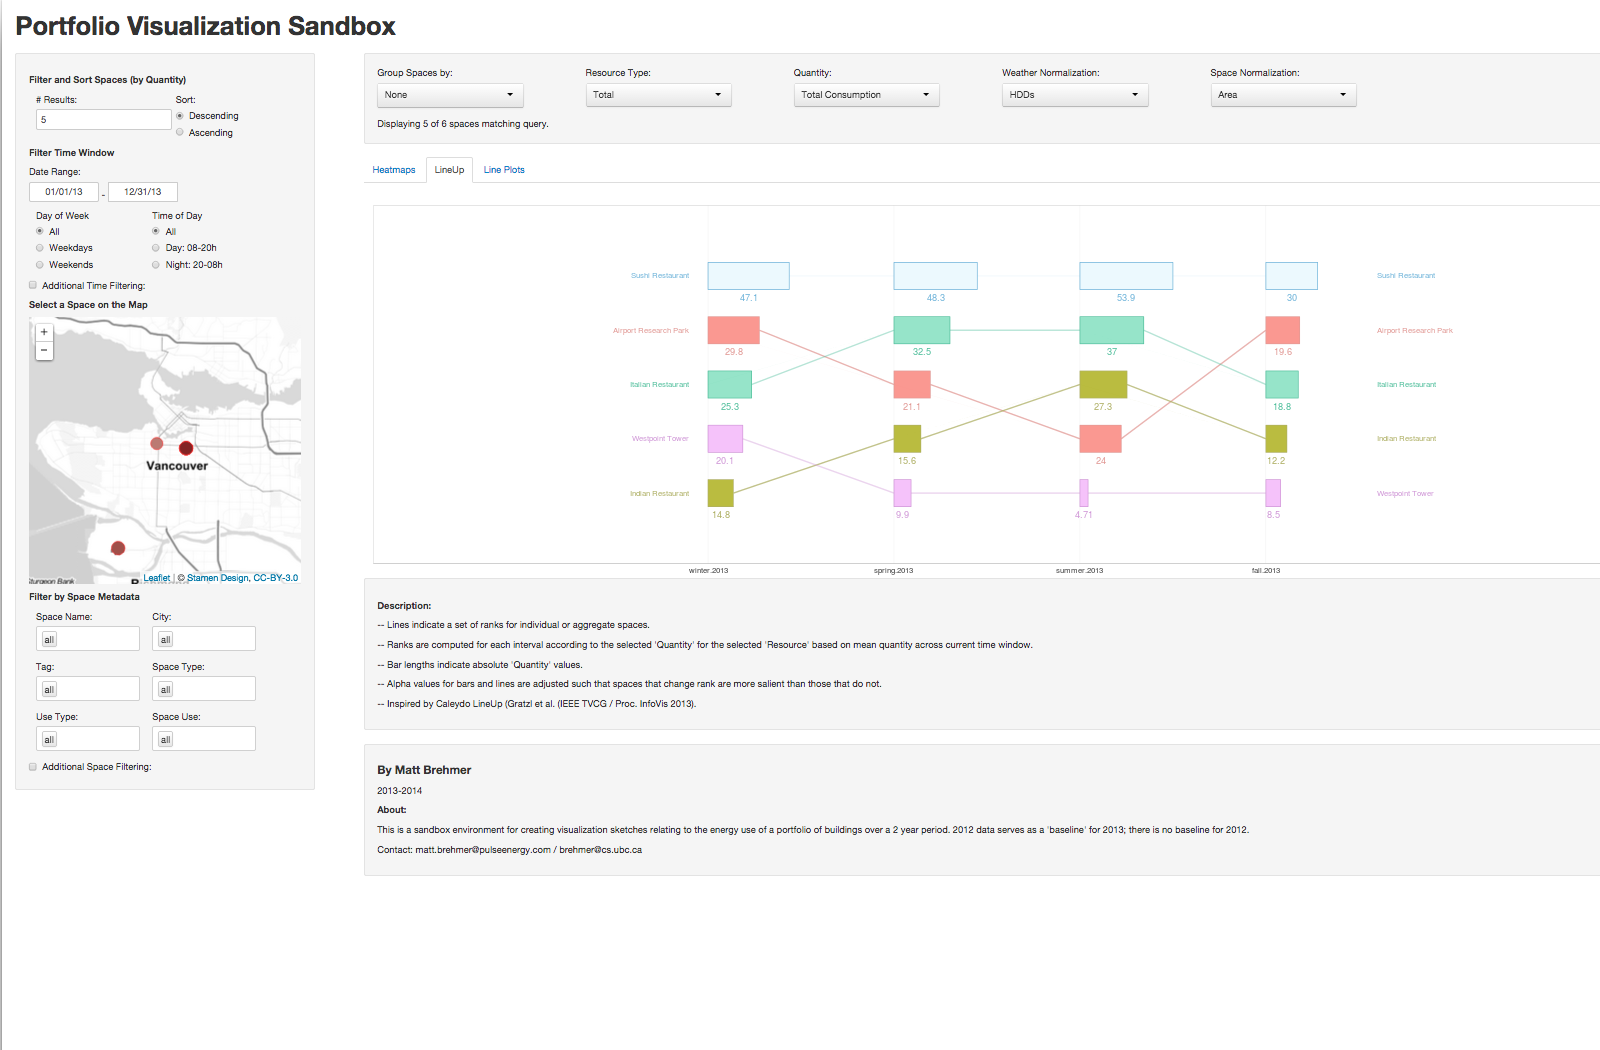 Portfolio Visualization Sandbox
Filter and Sort Spaces (by Quantity)
# Results:
Sort:
5
Descending
Ascending
Filter Time Window
Date Range:
01/01/13 - 12/31/13
Day of Week
Time of Day
All
All
Weekdays
Day: 08-20h
Weekends
Night: 20-08h
Additional Time Filtering:
Select a Space on the Map
+
−
Vancouver
Sturgeon Bank
Leaflet | © Stamen Design, CC-BY-3.0
Filter by Space Metadata
Space Name:
City:
all
all
Tag:
Space Type:
all
all
Use Type:
Space Use:
all
all
Additional Space Filtering:
Group Spaces by:
Resource Type:
Quantity:
Weather Normalization:
Space Normalization:
None
Total
Total Consumption
HDDs
Area
Displaying 5 of 6 spaces matching query.
Heatmaps
LineUp
Line Plots
Sushi Restaurant
Sushi Restaurant
47.1
48.3
53.9
30
Airport Research Park
Airport Research Park
29.8
32.5
37
19.6
Italian Restaurant
Italian Restaurant
25.3
21.1
27.3
18.8
Westpoint Tower
Indian Restaurant
20.1
15.6
24
12.2
Indian Restaurant
Westpoint Tower
14.8
9.9
4.71
8.5
winter.2013
spring.2013
summer.2013
fall.2013
Description:
-- Lines indicate a set of ranks for individual or aggregate spaces.
-- Ranks are computed for each interval according to the selected 'Quantity' for the selected 'Resource' based on mean quantity across current time window.
-- Bar lengths indicate absolute 'Quantity' values.
-- Alpha values for bars and lines are adjusted such that spaces that change rank are more salient than those that do not.
-- Inspired by Caleydo LineUp (Gratzl et al. (IEEE TVCG / Proc. InfoVis 2013).
By Matt Brehmer
2013-2014
About:
This is a sandbox environment for creating visualization sketches relating to the energy use of a portfolio of buildings over a 2 year period. 2012 data serves as a 'baseline' for 2013; there is no baseline for 2012.
Contact: matt.brehmer@pulseenergy.com / brehmer@cs.ubc.ca